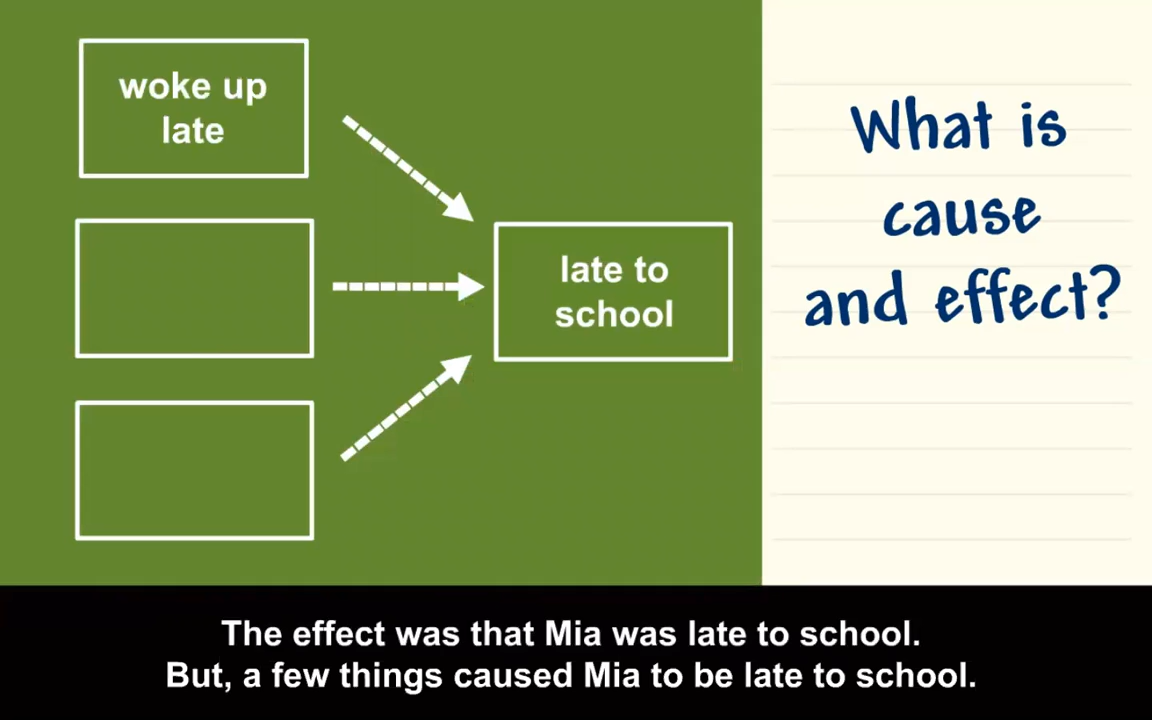 woke up
late
late to
school
What is
cause
and effect?
The effect was that Mia was late to school.
But, a few things caused Mia to be late to school.